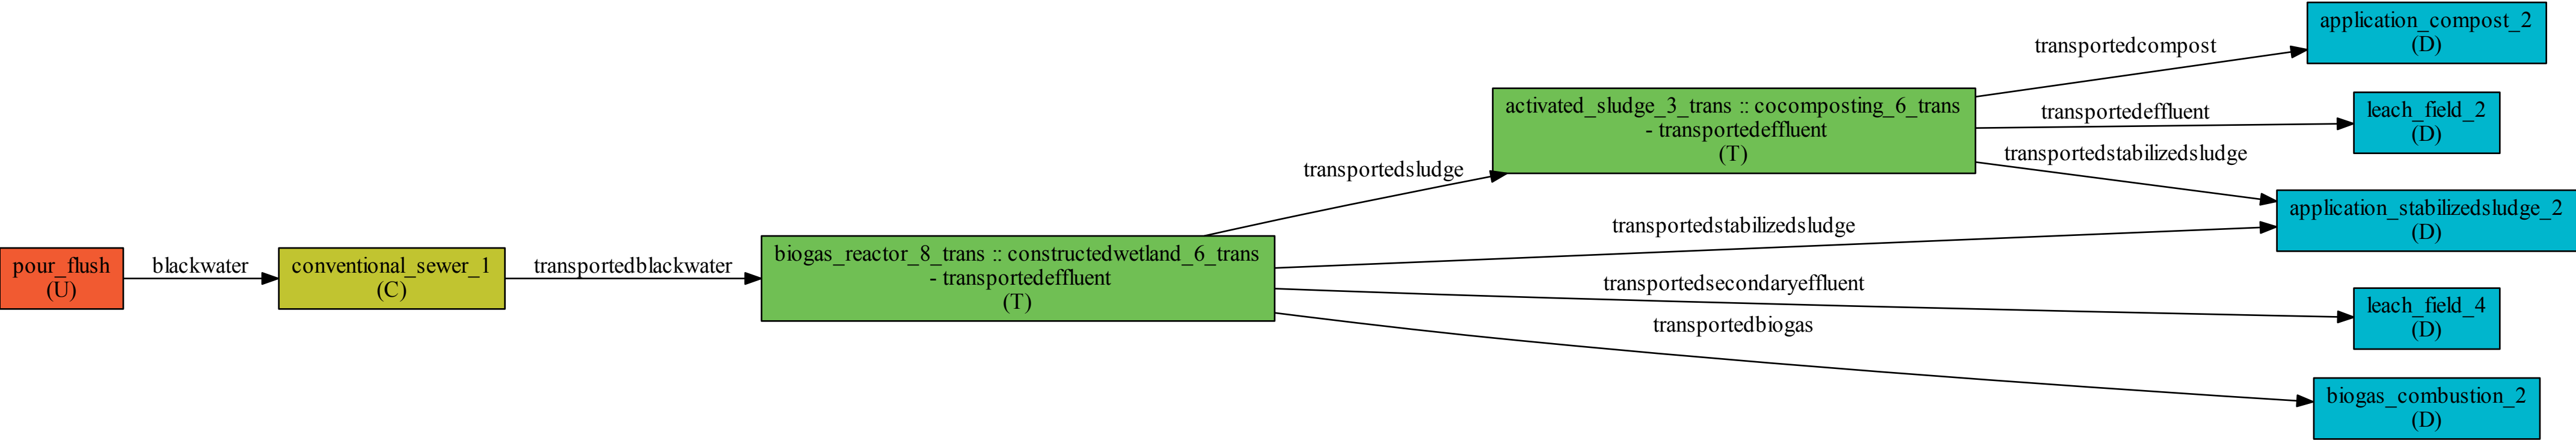 pour_flush
(U)
blackwater
conventional_sewer_1
(C)
transportedblackwater
biogas_reactor_8_trans :: constructedwetland_6_trans
- transportedeffluent
(T)
transportedsludge
transportedstabilizedsludge
transportedsecondaryeffluent
transportedbiogas
activated_sludge_3_trans :: cocomposting_6_trans
- transportedeffluent
(T)
transportedcompost
transportedeffluent
transportedstabilizedsludge
application_compost_2
(D)
leach_field_2
(D)
application_stabilizedsludge_2
(D)
leach_field_4
(D)
biogas_combustion_2
(D)